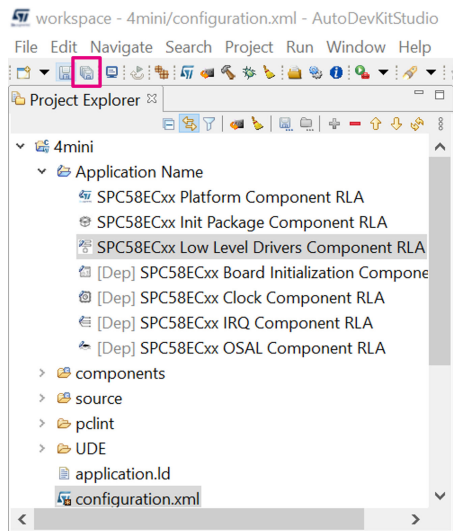 workspace - 4mini/configuration.xml - AutoDevKitStudio
File Edit Navigate Search Project Run Window Help
Project Explorer
4mini
Application Name
SPC58ECxx Platform Component RLA
SPC58ECxx Init Package Component RLA
SPC58ECxx Low Level Drivers Component RLA
[Dep] SPC58ECxx Board Initialization Compone
[Dep] SPC58ECxx Clock Component RLA
[Dep] SPC58ECxx IRQ Component RLA
[Dep] SPC58ECxx OSAL Component RLA
components
source
pclint
UDE
application.ld
configuration.xml